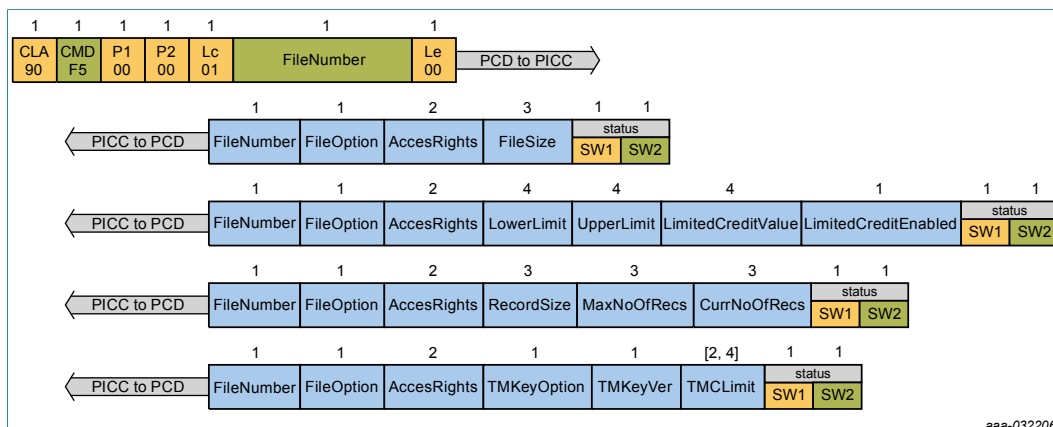 1 1 1 1 1 1 1
CLA CMD P1 P2 Lc FileNumber Le
90 F5 00 00 01 00
PCD to PICC
1 1 2 3 1 1
PICC to PCD FileNumber FileOption AccesRights FileSize status
SW1 SW2
1 1 2 4 4 4 1 1 1
PICC to PCD FileNumber FileOption AccesRights LowerLimit UpperLimit LimitedCreditValue LimitedCreditEnabled status
SW1 SW2
1 1 2 3 3 3 1 1
PICC to PCD FileNumber FileOption AccesRights RecordSize MaxNoOfRecs CurrNoOfRecs status
SW1 SW2
1 1 2 1 1 [2, 4] 1 1
PICC to PCD FileNumber FileOption AccesRights TMKeyOption TMKeyVer TMCLimit status
SW1 SW2
aaa-032206